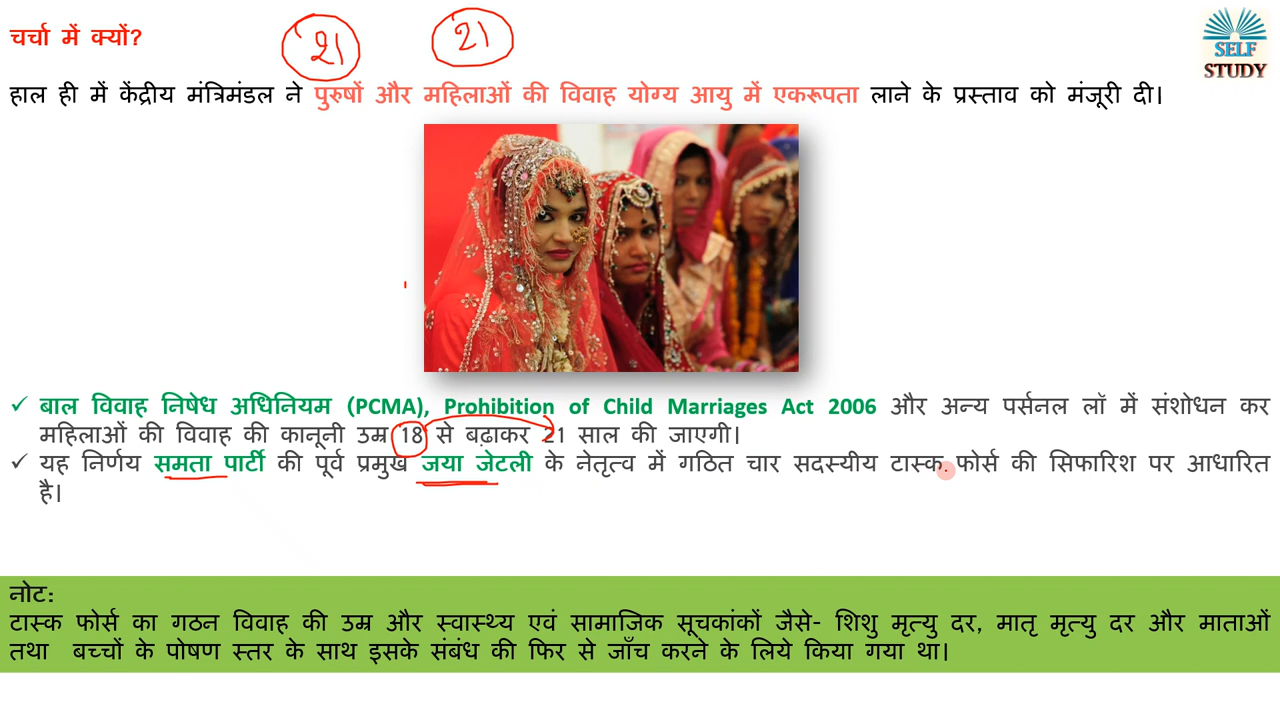 चर्चा में क्यों?
21
21
SELF
STUDY
हाल ही में केंद्रीय मंत्रिमंडल ने पुरुषों और महिलाओं की विवाह योग्य आयु में एकरूपता लाने के प्रस्ताव को मंजूरी दी।
✓ बाल विवाह निषेध अधिनियम (PCMA), Prohibition of Child Marriages Act 2006 और अन्य पर्सनल लॉ में संशोधन कर
महिलाओं की विवाह की कानूनी उम्र 18 से बढ़ाकर 21 साल की जाएगी।
✓ यह निर्णय समता पार्टी की पूर्व प्रमुख जया जेटली के नेतृत्व में गठित चार सदस्यीय टास्क फोर्स की सिफारिश पर आधारित
है।
नोट:
टास्क फोर्स का गठन विवाह की उम्र और स्वास्थ्य एवं सामाजिक सूचकांकों जैसे- शिशु मृत्यु दर, मातृ मृत्यु दर और माताओं
तथा बच्चों के पोषण स्तर के साथ इसके संबंध की फिर से जाँच करने के लिये किया गया था।